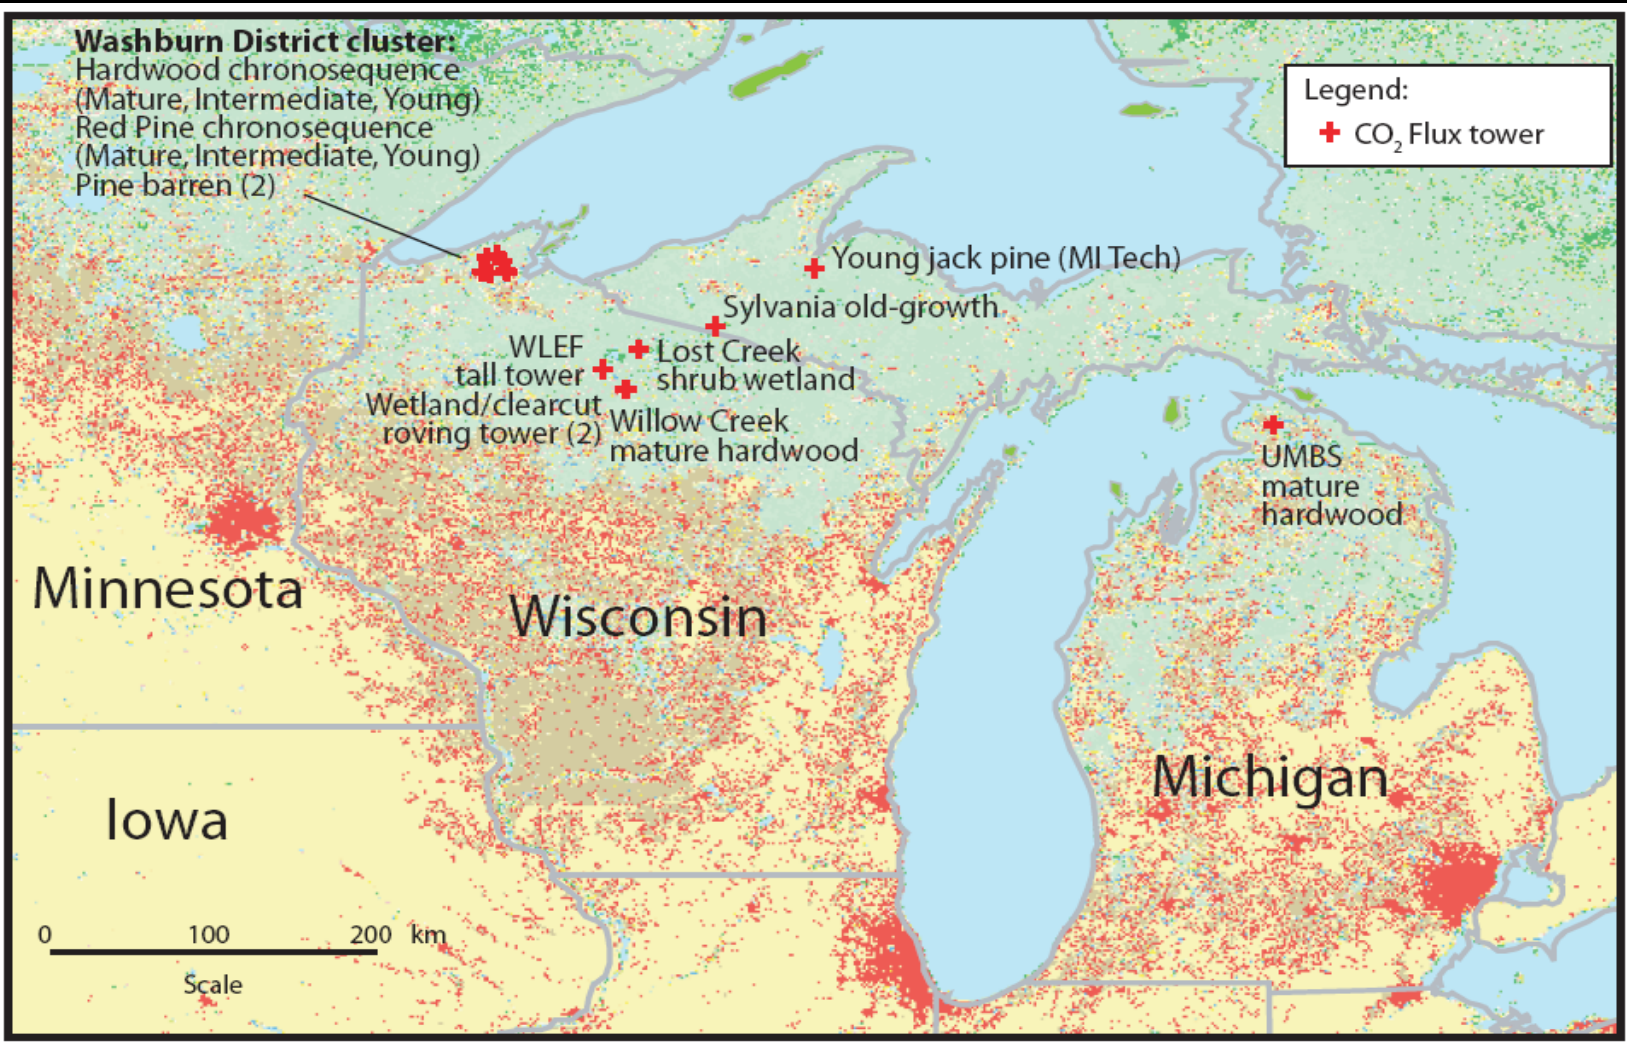 Washburn District cluster:
Hardwood chronosequence
(Mature, Intermediate, Young)
Red Pine chronosequence
(Mature, Intermediate, Young)
Pine barren (2)
Legend:
CO2 Flux tower
Young jack pine (MI Tech)
Sylvania old-growth
WLEF
tall tower
Lost Creek
shrub wetland
Wetland/clearcut
roving tower (2)
Willow Creek
mature hardwood
UMBS
mature
hardwood
Minnesota
Wisconsin
Michigan
Iowa
0 100 200 km
Scale